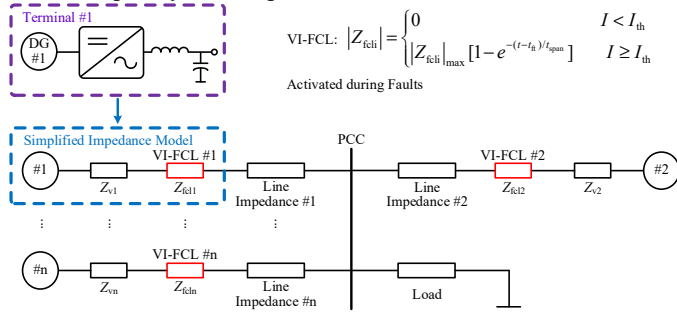 Terminal #1
DG
#1
VI-FCL: |Z_fcli| = { 0 I < I_th
|Z_fcli|_max [1-e^{-(t-t_ft)/t_span}] I ≥ I_th
Activated during Faults
Simplified Impedance Model
VI-FCL #1
PCC
VI-FCL #2
#1
Z_v1
Z_fcl1
Line
Impedance #1
Line
Impedance #2
Z_fcl2
Z_v2
#2
⋮ ⋮ ⋮ ⋮
VI-FCL #n
#n
Z_vn
Z_fcln
Line
Impedance #n
Load